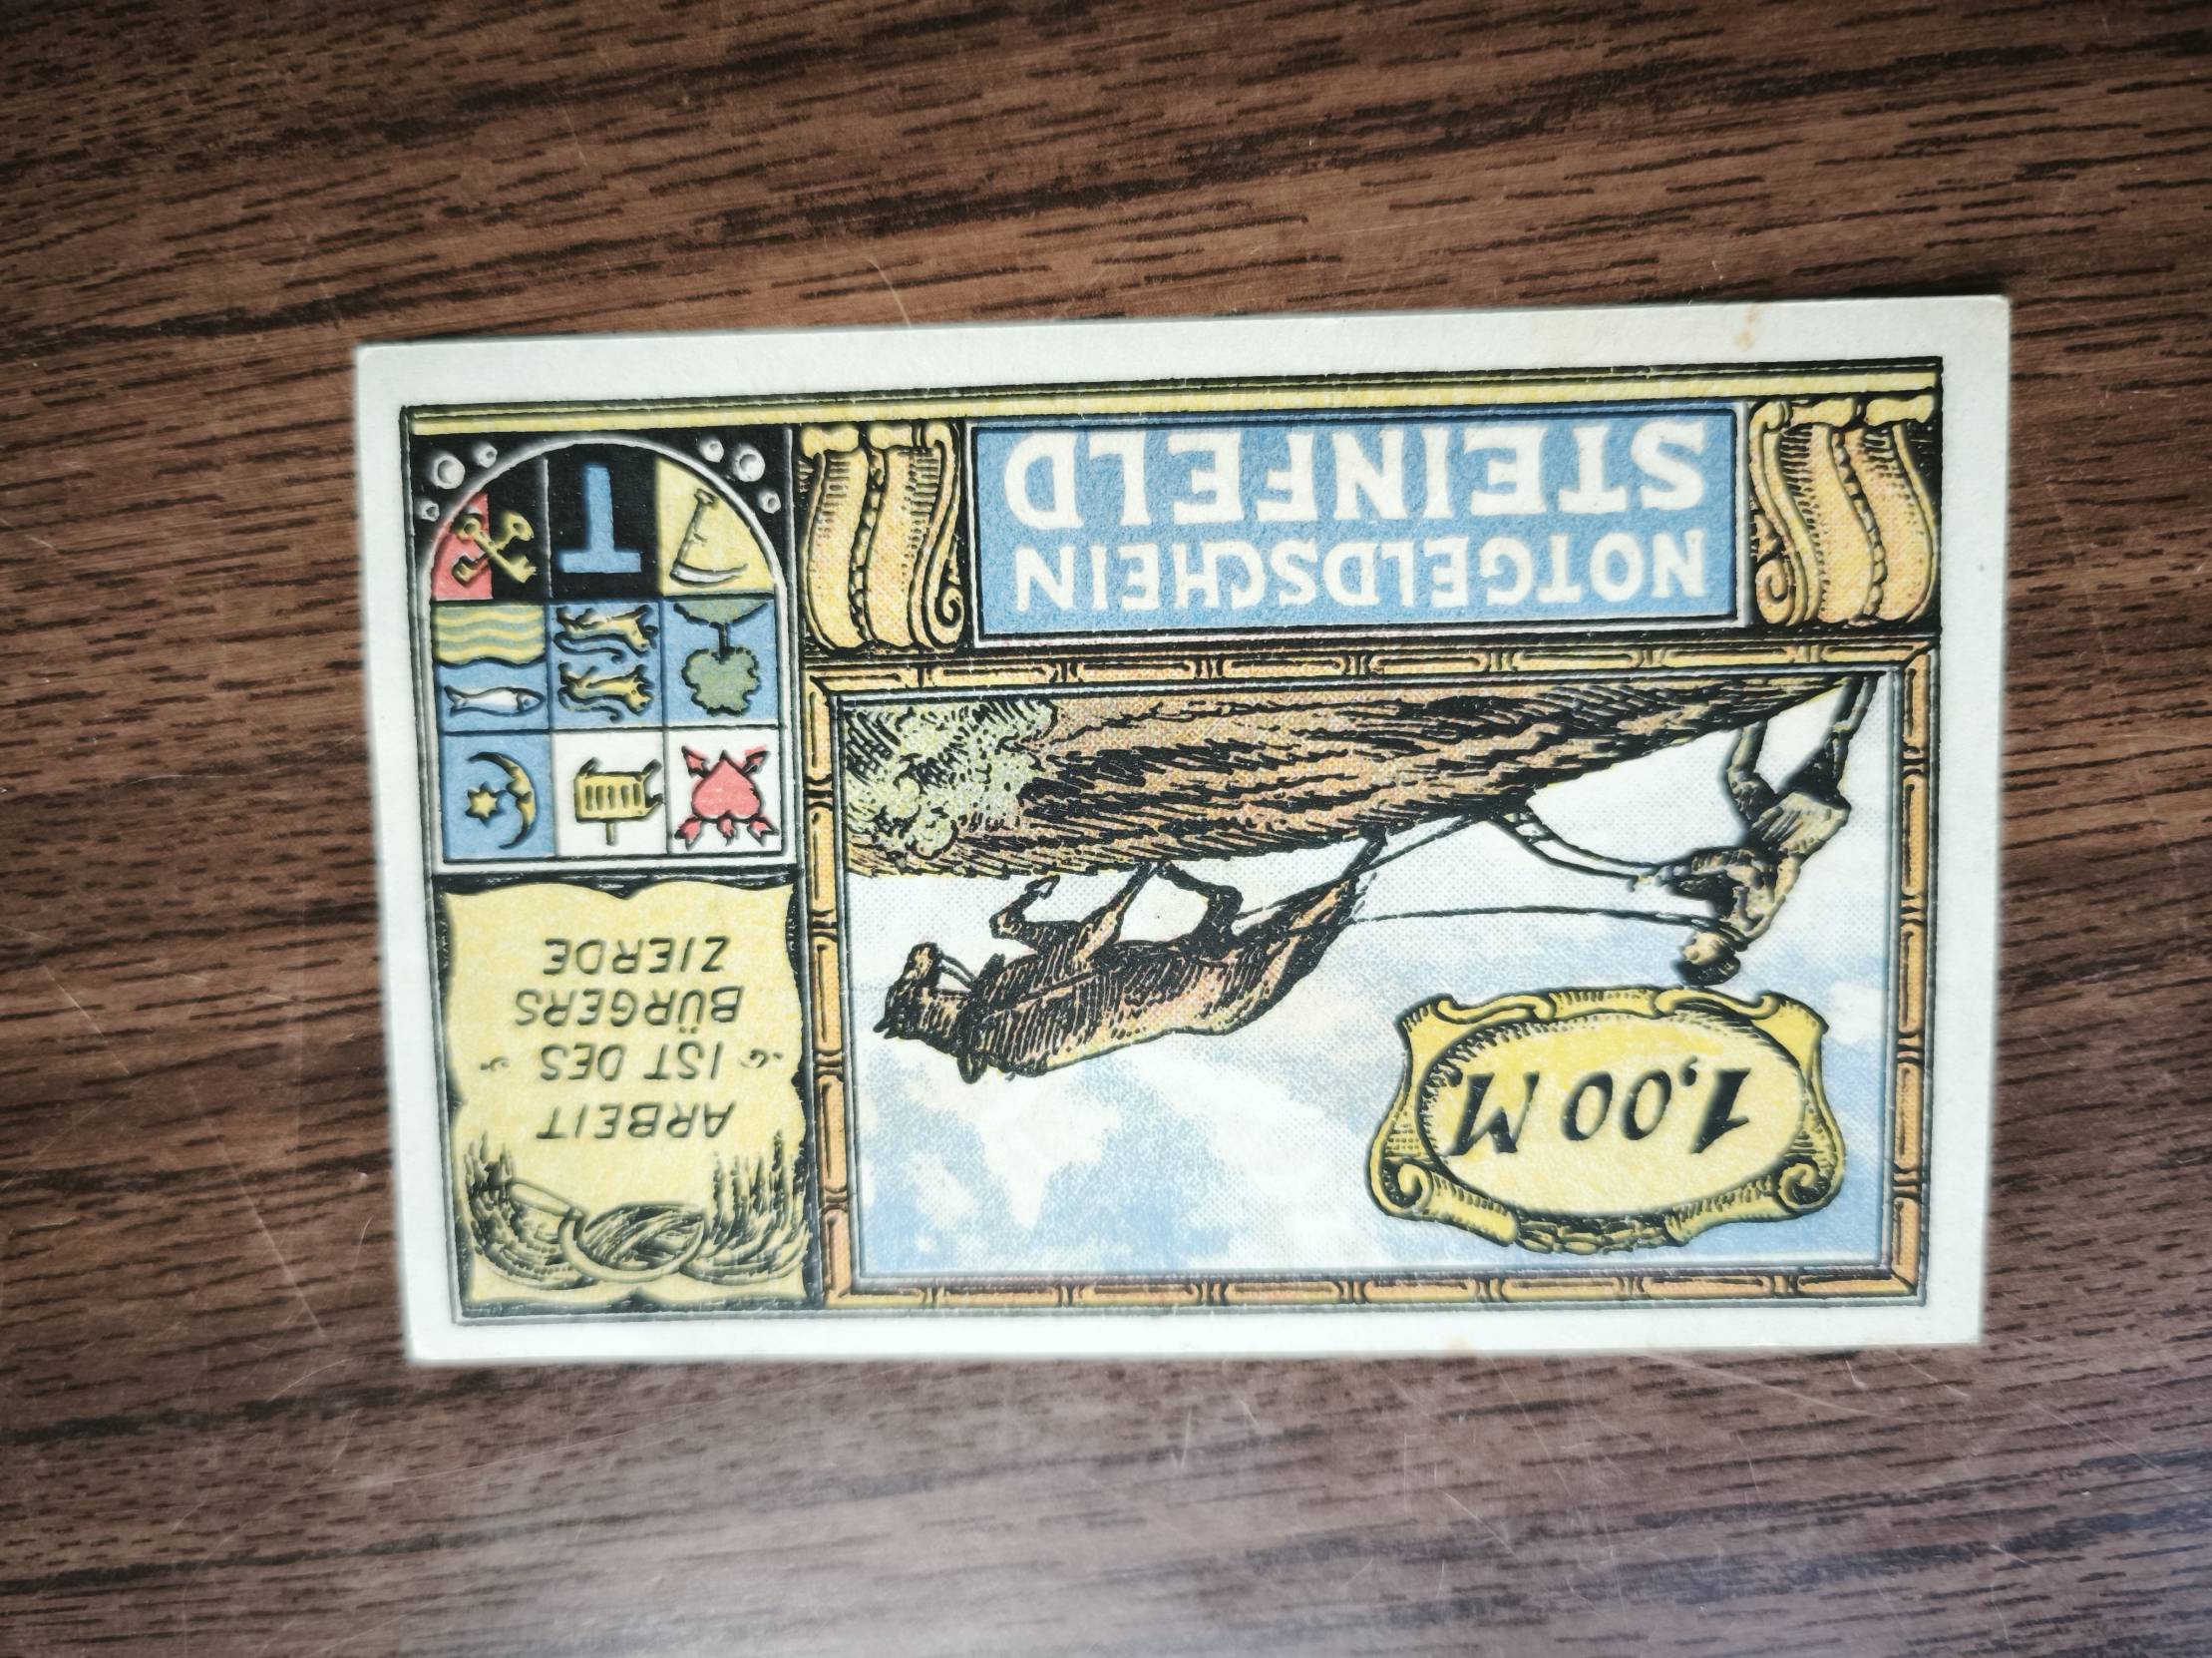 1,00 M.
NOTGELDSCHEIN
STEINFELD
ARBEIT
IST DES
BÜRGERS
ZIERDE